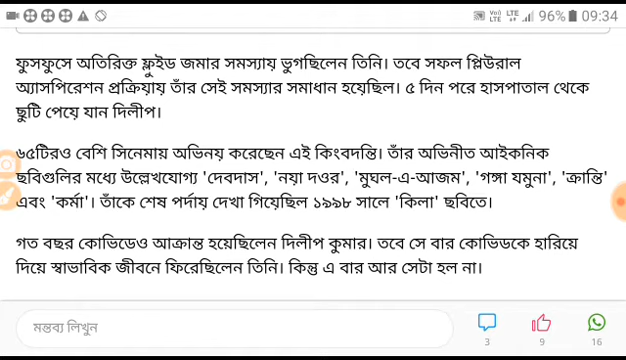 VoI) LTE LTE 96% 09:34
ফুসফুসে অতিরিক্ত ফ্লুইড জমার সমস্যায় ভুগছিলেন তিনি। তবে সফল প্লিউরাল
অ্যাসপিরেশন প্রক্রিয়ায় তাঁর সেই সমস্যার সমাধান হয়েছিল। ৫ দিন পরে হাসপাতাল থেকে
ছুটি পেয়ে যান দিলীপ।
৬৫টিরও বেশি সিনেমায় অভিনয় করেছেন এই কিংবদন্তি। তাঁর অভিনীত আইকনিক
ছবিগুলির মধ্যে উল্লেখযোগ্য 'দেবদাস', 'নয়া দওর', 'মুঘল-এ-আজম', 'গঙ্গা যমুনা', 'ক্রান্তি'
এবং 'কর্মা'। তাঁকে শেষ পর্দায় দেখা গিয়েছিল ১৯৯৮ সালে 'কিলা' ছবিতে।
গত বছর কোভিডেও আক্রান্ত হয়েছিলেন দিলীপ কুমার। তবে সে বার কোভিডকে হারিয়ে
দিয়ে স্বাভাবিক জীবনে ফিরেছিলেন তিনি। কিন্তু এ বার আর সেটা হল না।
মন্তব্য লিখুন
3 9 16